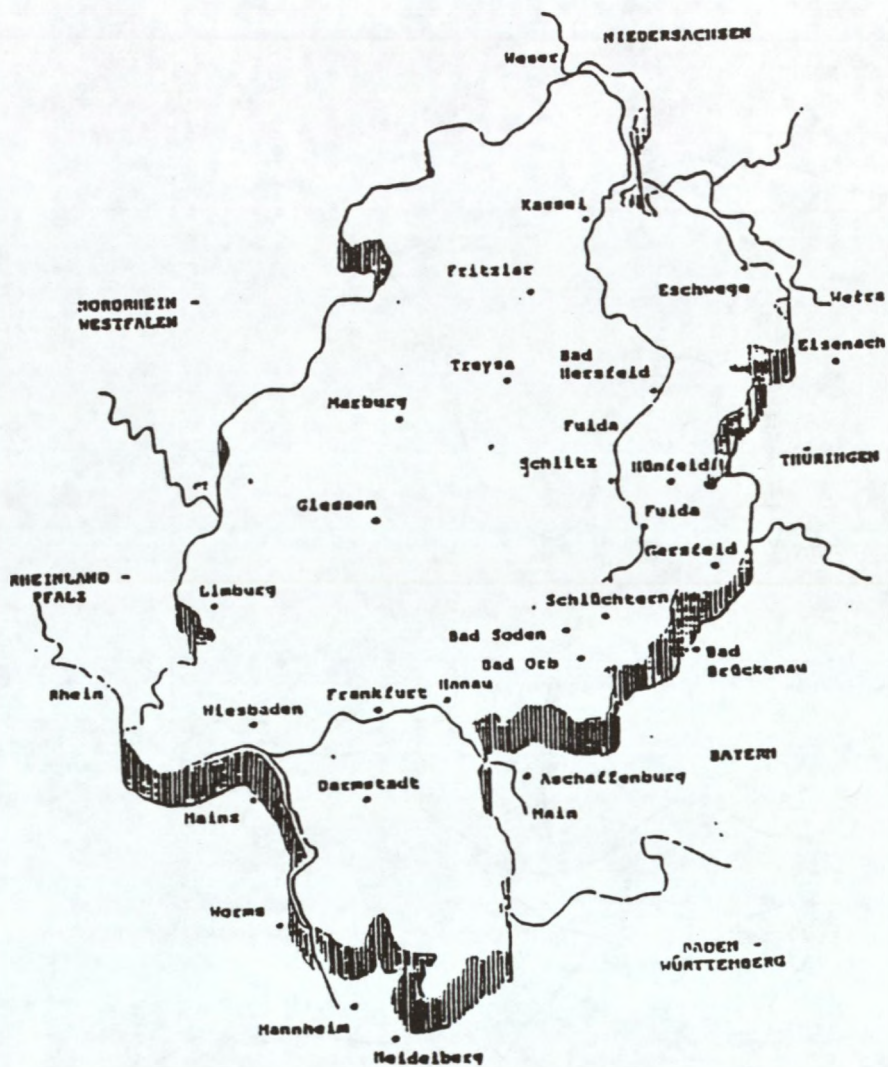 NIEDERSACHSEN
Weser
Kassel
Fritzlar
Eschwege
Werra
NORDRHEIN -
WESTFALEN
Eisenach
Treysa
Bad
Hersfeld
Marburg
Fulda
THÜRINGEN
Schlitz
Hünfeld
Giessen
Fulda
Gersfeld
RHEINLAND -
PFALZ
Limburg
Schlüchtern
Bad Soden
Bad Orb
Bad
Brückenau
Rhein
Wiesbaden
Frankfurt
Hanau
BAYERN
Darmstadt
Aschaffenburg
Mainz
Main
Worms
BADEN -
WÜRTTEMBERG
Mannheim
Heidelberg